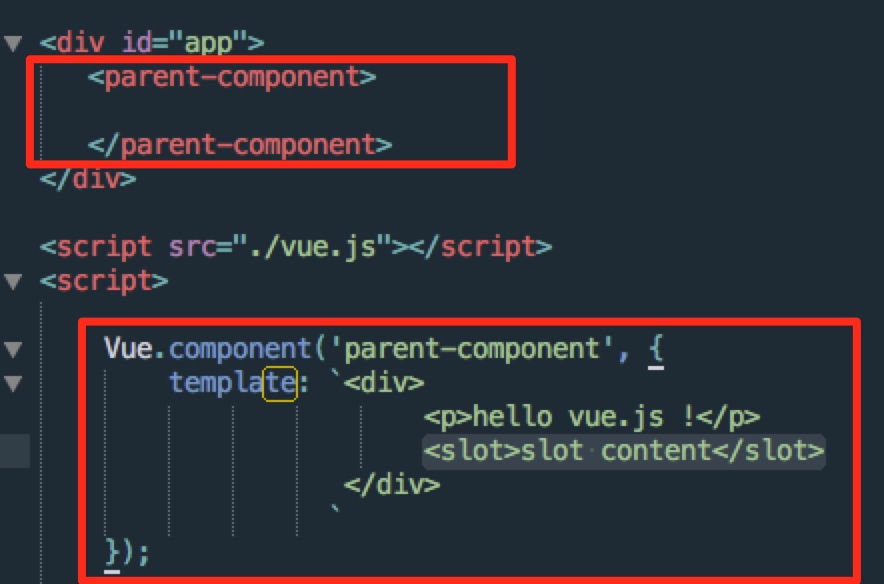 <div id="app">
<parent-component>
</parent-component>
</div>
<script src="./vue.js"></script>
<script>
Vue.component('parent-component', {
template: `<div>
<p>hello vue.js !</p>
<slot>slot content</slot>
</div>
`
});